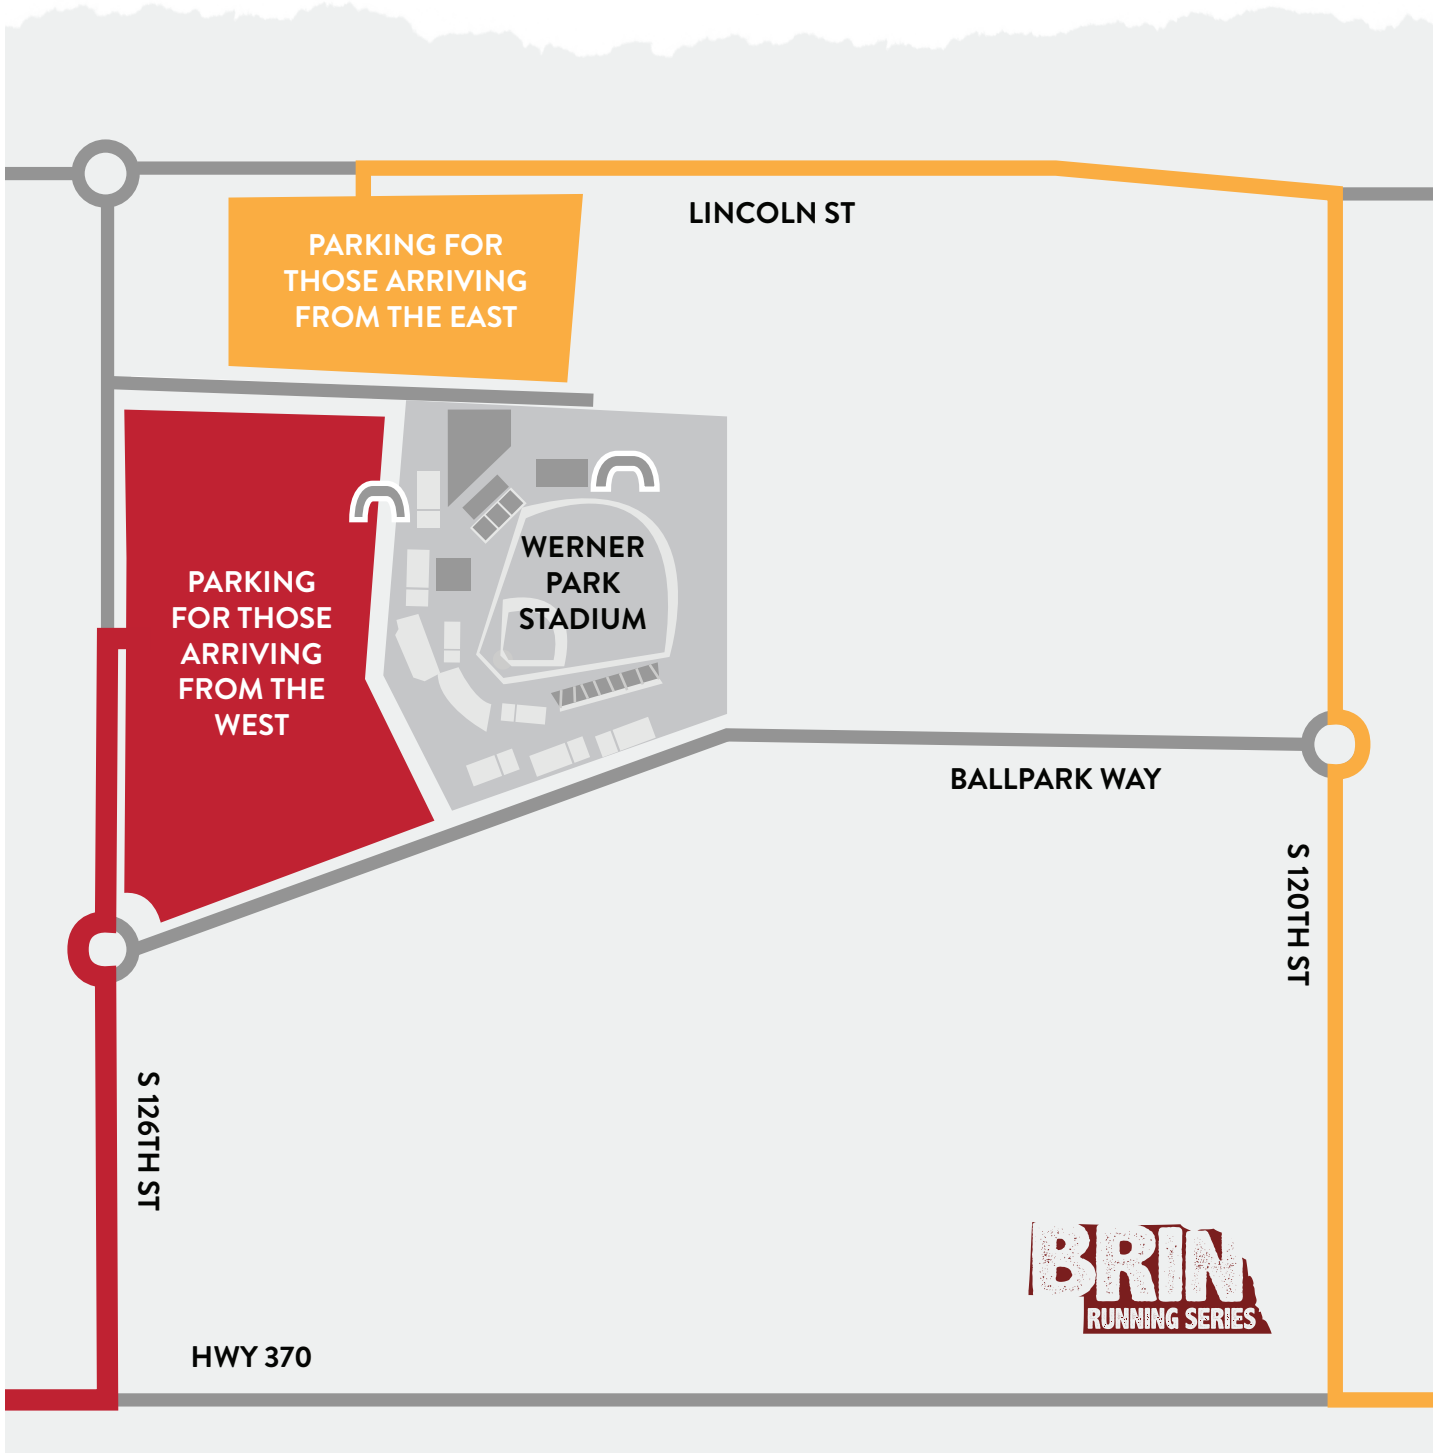 LINCOLN ST
PARKING FOR
THOSE ARRIVING
FROM THE EAST
WERNER
PARK
STADIUM
PARKING
FOR THOSE
ARRIVING
FROM THE
WEST
BALLPARK WAY
S 120TH ST
S 126TH ST
BRIN
RUNNING SERIES
HWY 370